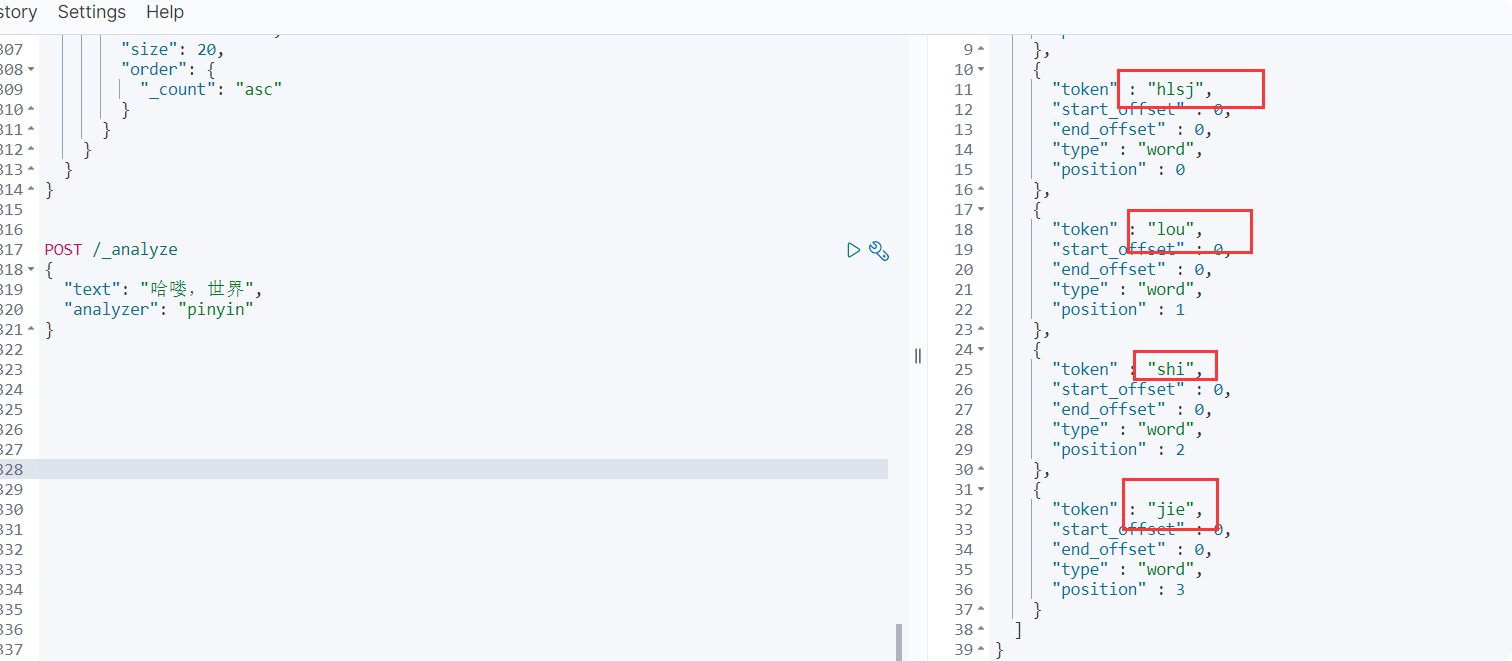 story Settings Help
307 "size": 20,
308 "order": {
309 "_count": "asc"
310 }
311 }
312 }
313 }
314 }
315
316
317 POST /_analyze
318 {
319 "text": "哈喽，世界",
320 "analyzer": "pinyin"
321 }
322
323
324
325
326
327
328
329
330
331
332
333
334
335
336
337
9 },
10 {
11 "token" : "hlsj",
12 "start_offset" : 0,
13 "end_offset" : 0,
14 "type" : "word",
15 "position" : 0
16 },
17 {
18 "token" : "lou",
19 "start_offset" : 0,
20 "end_offset" : 0,
21 "type" : "word",
22 "position" : 1
23 },
24 {
25 "token" : "shi",
26 "start_offset" : 0,
27 "end_offset" : 0,
28 "type" : "word",
29 "position" : 2
30 },
31 {
32 "token" : "jie",
33 "start_offset" : 0,
34 "end_offset" : 0,
35 "type" : "word",
36 "position" : 3
37 }
38 ]
39 }